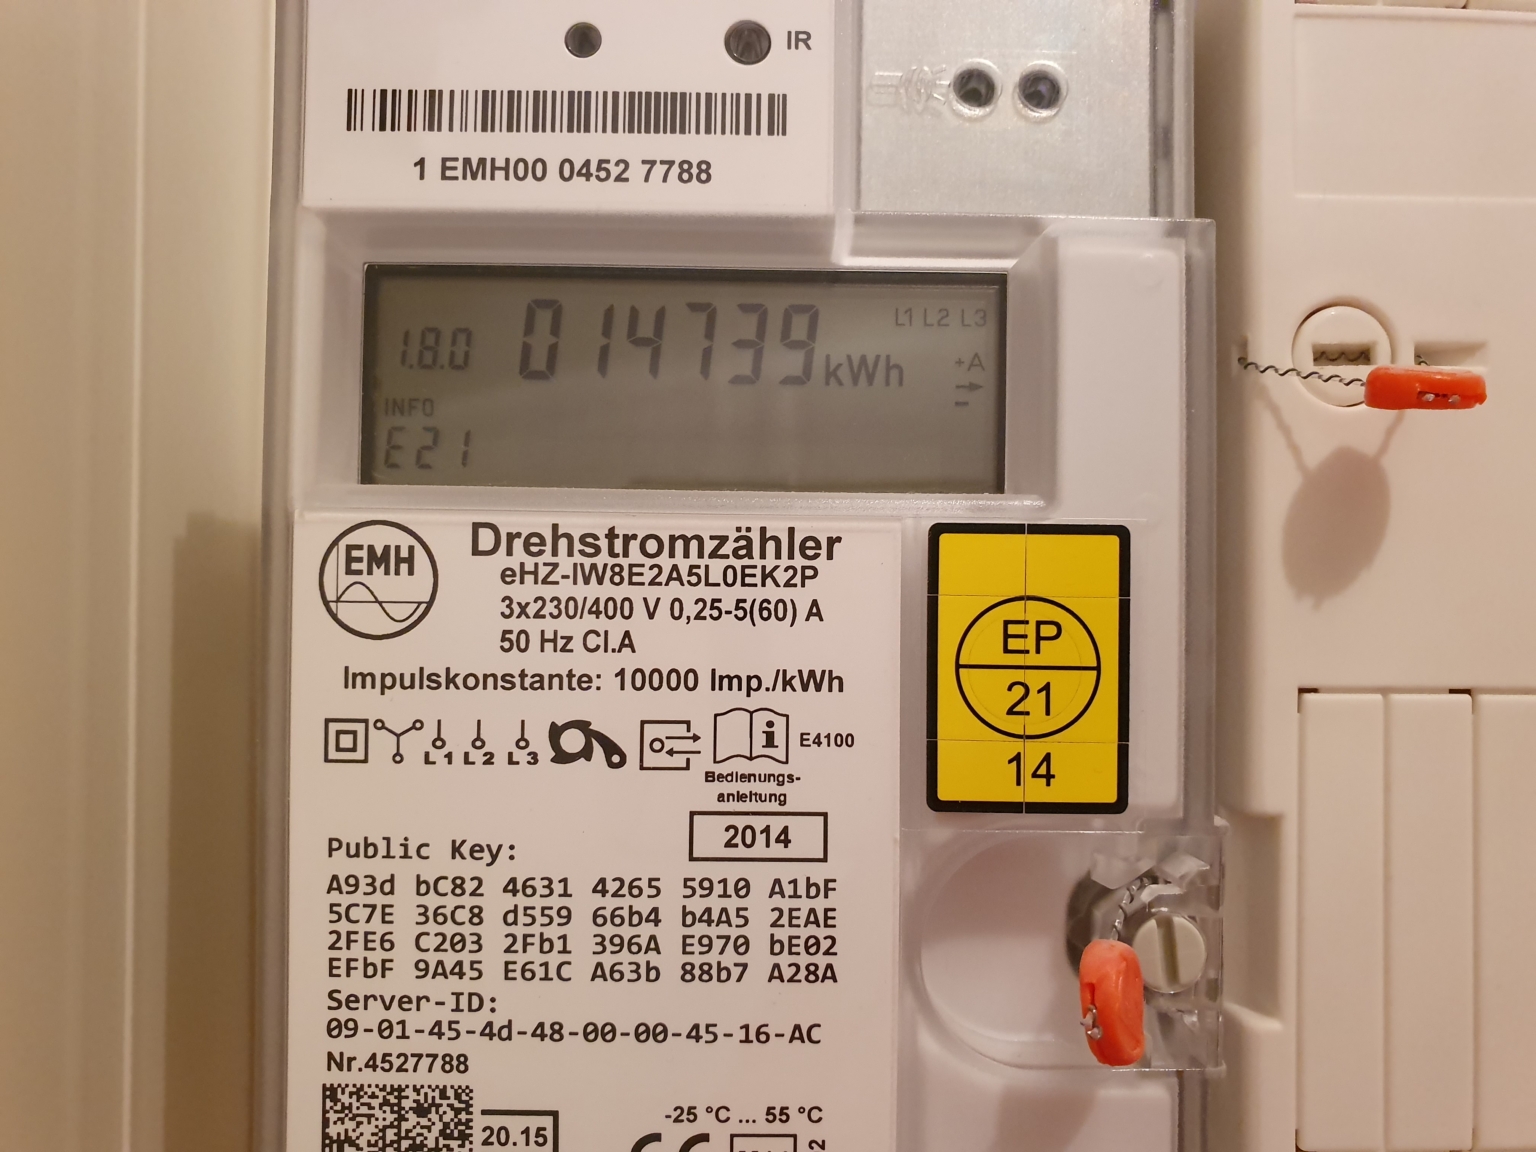 IR
1 EMH00 0452 7788
1.8.0 014739 kWh
L1 L2 L3
+A
INFO
E21
EMH
Drehstromzähler
eHZ-IW8E2A5L0EK2P
3x230/400 V 0,25-5(60) A
50 Hz Cl.A
Impulskonstante: 10000 Imp./kWh
L1 L2 L3
i
E4100
Bedienungs-
anleitung
2014
EP
21
14
Public Key:
A93d bC82 4631 4265 5910 A1bF
5C7E 36C8 d559 66b4 b4A5 2EAE
2FE6 C203 2Fb1 396A E970 bE02
EFbF 9A45 E61C A63b 88b7 A28A
Server-ID:
09-01-45-4d-48-00-00-45-16-AC
Nr.4527788
20.15
-25 °C ... 55 °C
CE